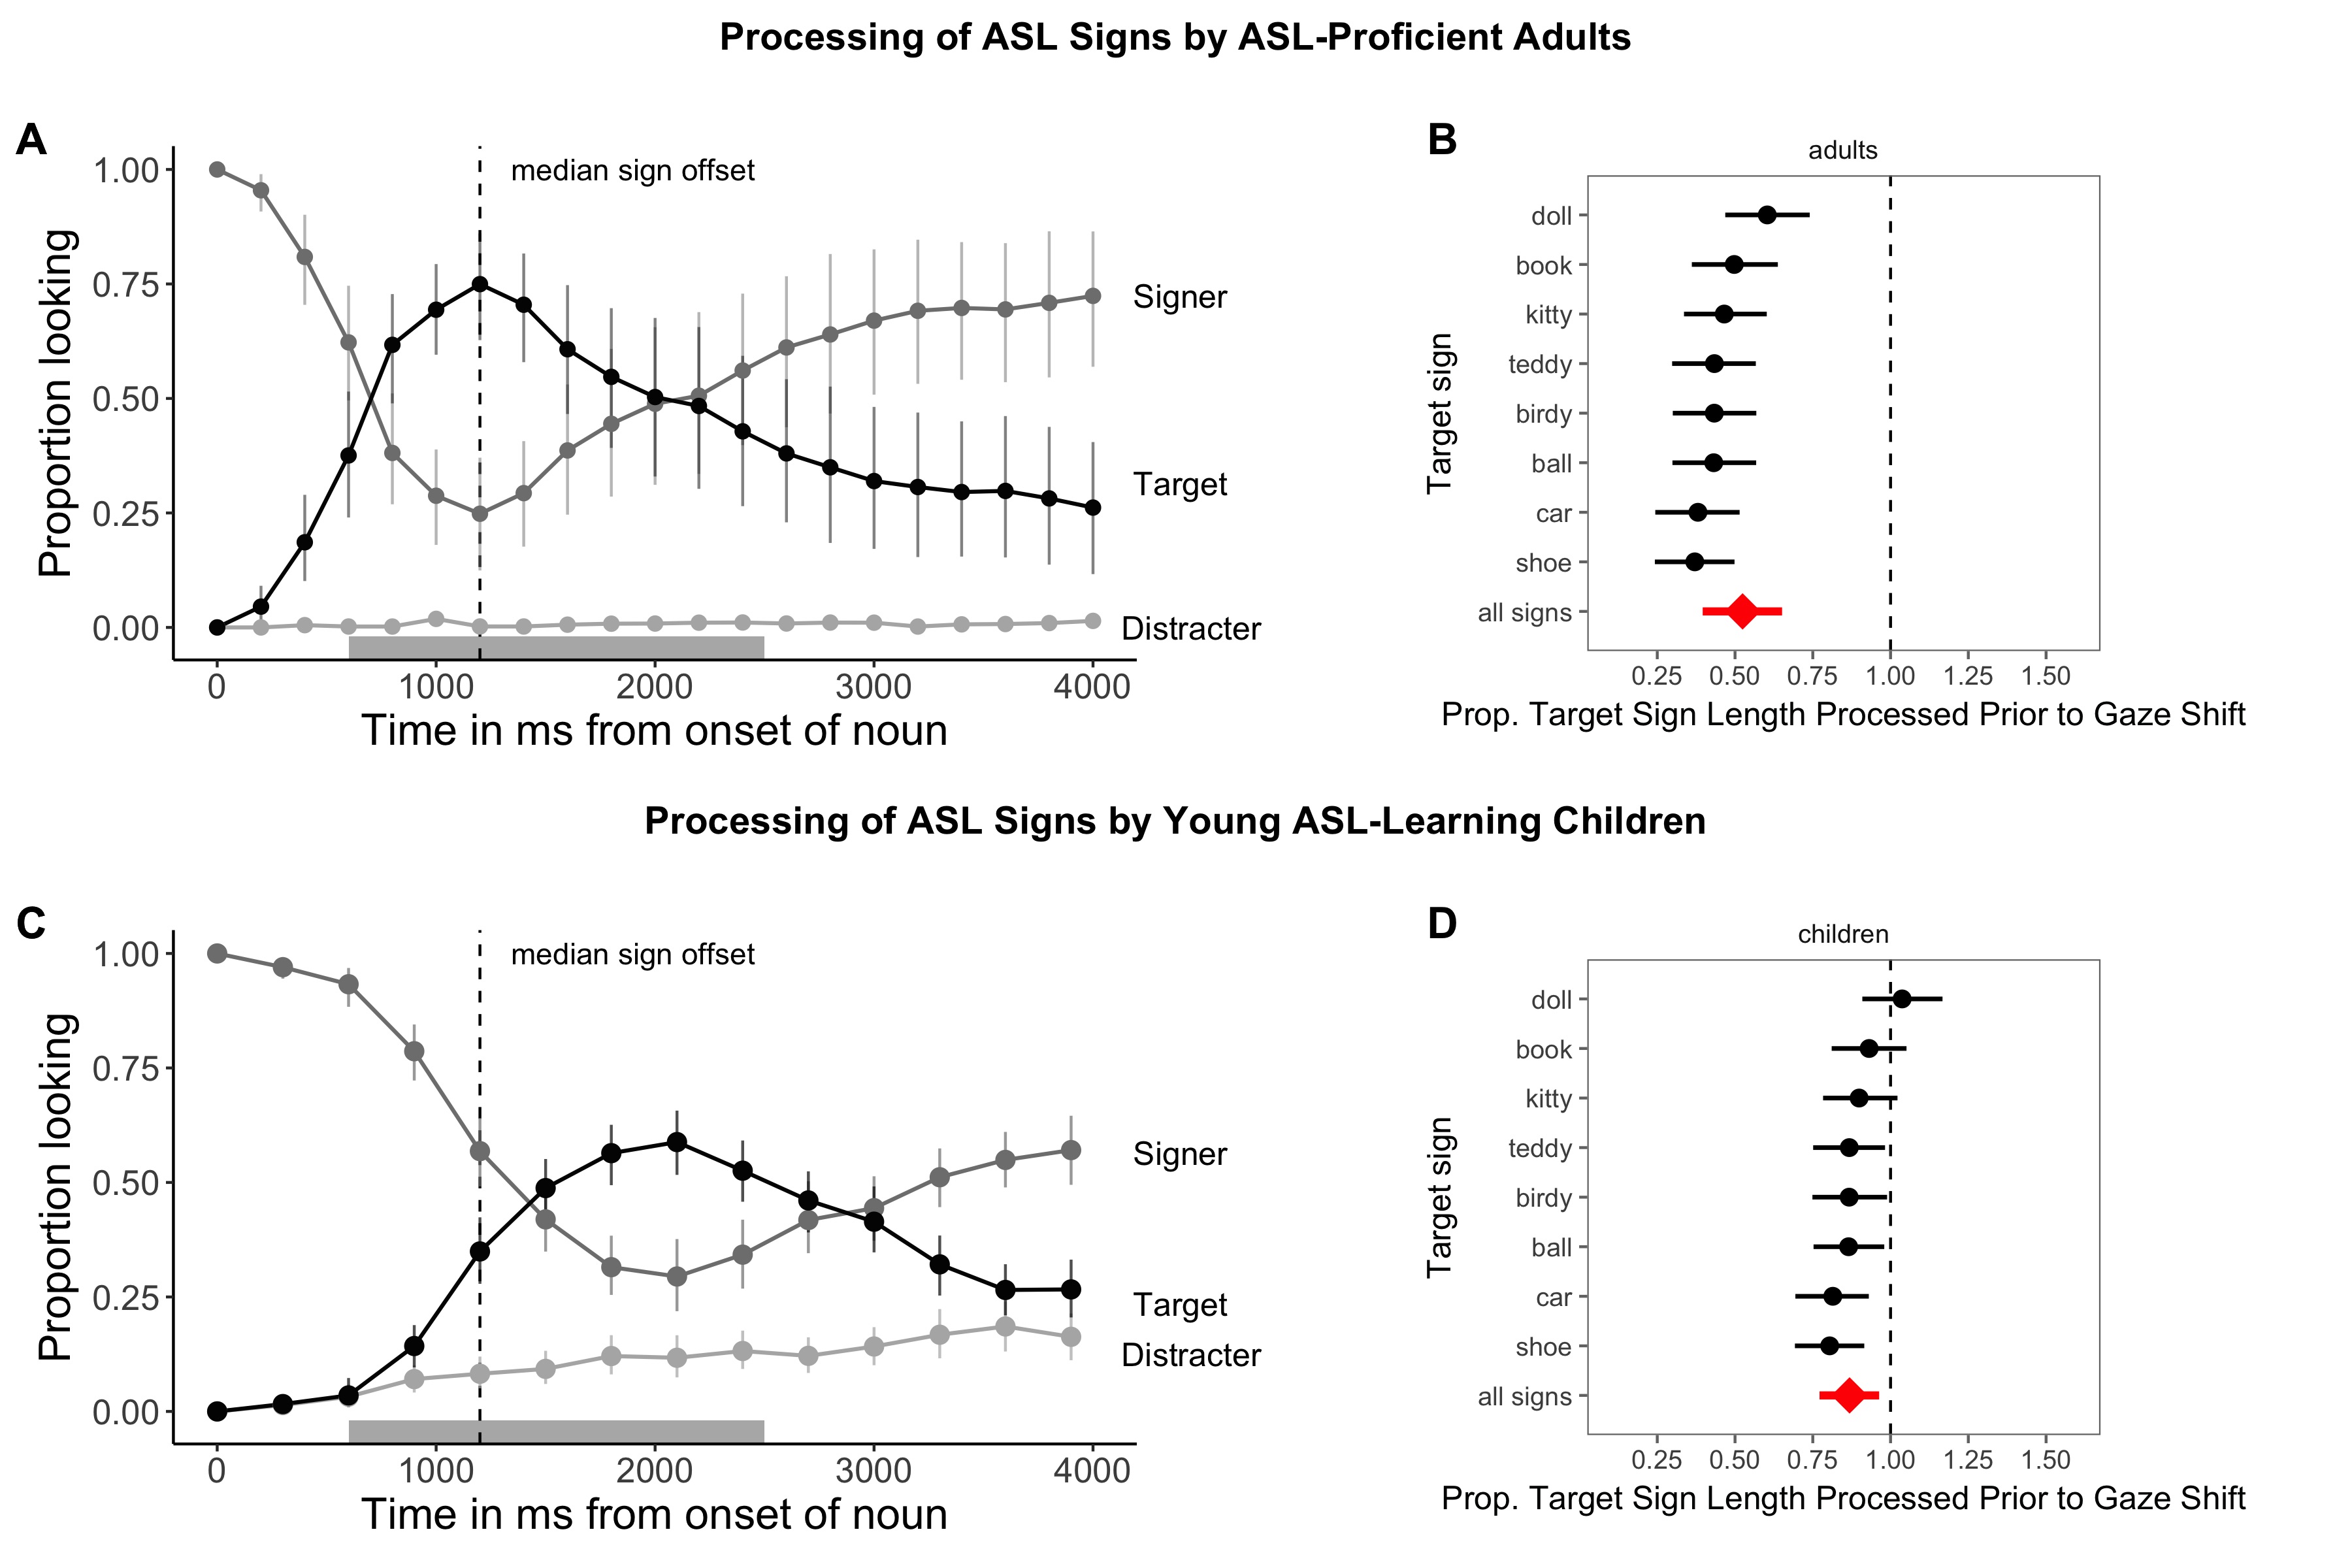 Processing of ASL Signs by ASL-Proficient Adults
A
median sign offset
Proportion looking
1.00
0.75
0.50
0.25
0.00
Signer
Target
Distracter
0 1000 2000 3000 4000
Time in ms from onset of noun
B
adults
Target sign
doll
book
kitty
teddy
birdy
ball
car
shoe
all signs
0.25 0.50 0.75 1.00 1.25 1.50
Prop. Target Sign Length Processed Prior to Gaze Shift
Processing of ASL Signs by Young ASL-Learning Children
C
median sign offset
Proportion looking
1.00
0.75
0.50
0.25
0.00
Signer
Target
Distracter
0 1000 2000 3000 4000
Time in ms from onset of noun
D
children
Target sign
doll
book
kitty
teddy
birdy
ball
car
shoe
all signs
0.25 0.50 0.75 1.00 1.25 1.50
Prop. Target Sign Length Processed Prior to Gaze Shift